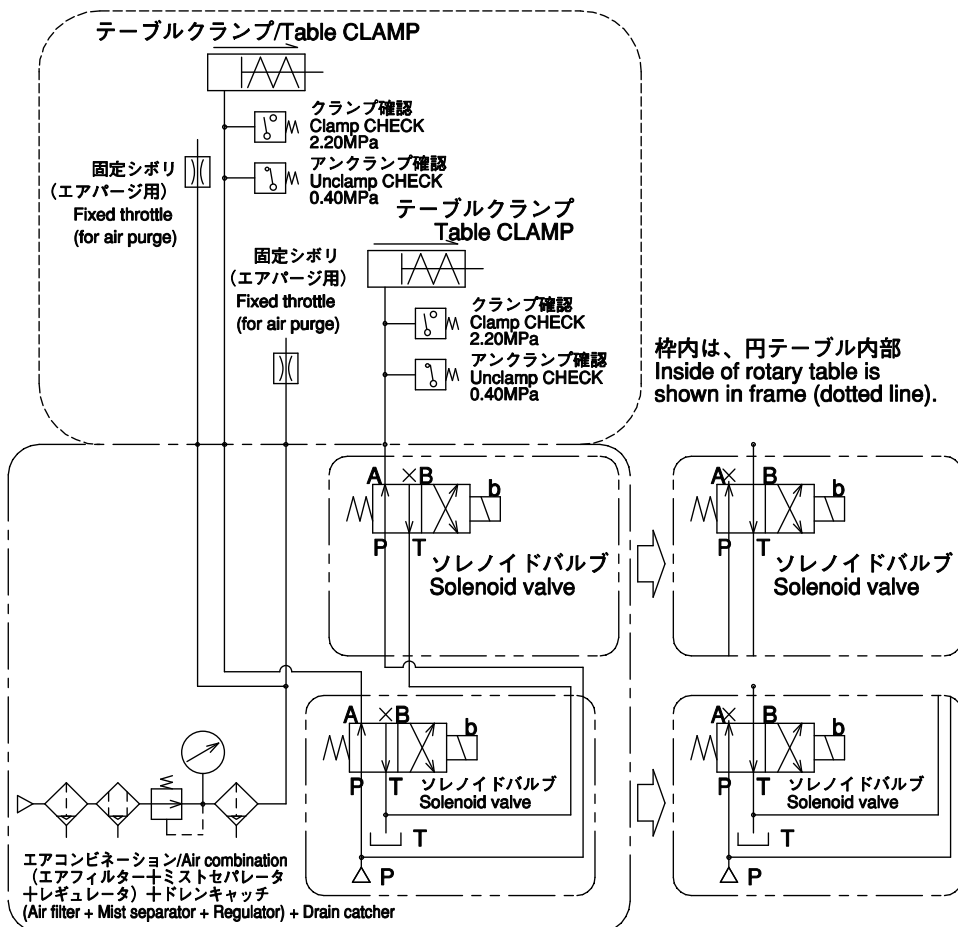 テーブルクランプ/Table CLAMP
クランプ確認
Clamp CHECK
2.20MPa
アンクランプ確認
Unclamp CHECK
0.40MPa
固定シボリ
（エアパージ用）
Fixed throttle
(for air purge)
テーブルクランプ
Table CLAMP
固定シボリ
（エアパージ用）
Fixed throttle
(for air purge)
クランプ確認
Clamp CHECK
2.20MPa
アンクランプ確認
Unclamp CHECK
0.40MPa
枠内は、円テーブル内部
Inside of rotary table is
shown in frame (dotted line).
A B
b
P T
ソレノイドバルブ
Solenoid valve
A B
b
P T
ソレノイドバルブ
Solenoid valve
A B
b
P T
ソレノイドバルブ
Solenoid valve
T
P
A B
b
P T
ソレノイドバルブ
Solenoid valve
T
P
エアコンビネーション/Air combination
（エアフィルター＋ミストセパレータ
＋レギュレータ）＋ドレンキャッチ
(Air filter + Mist separator + Regulator) + Drain catcher